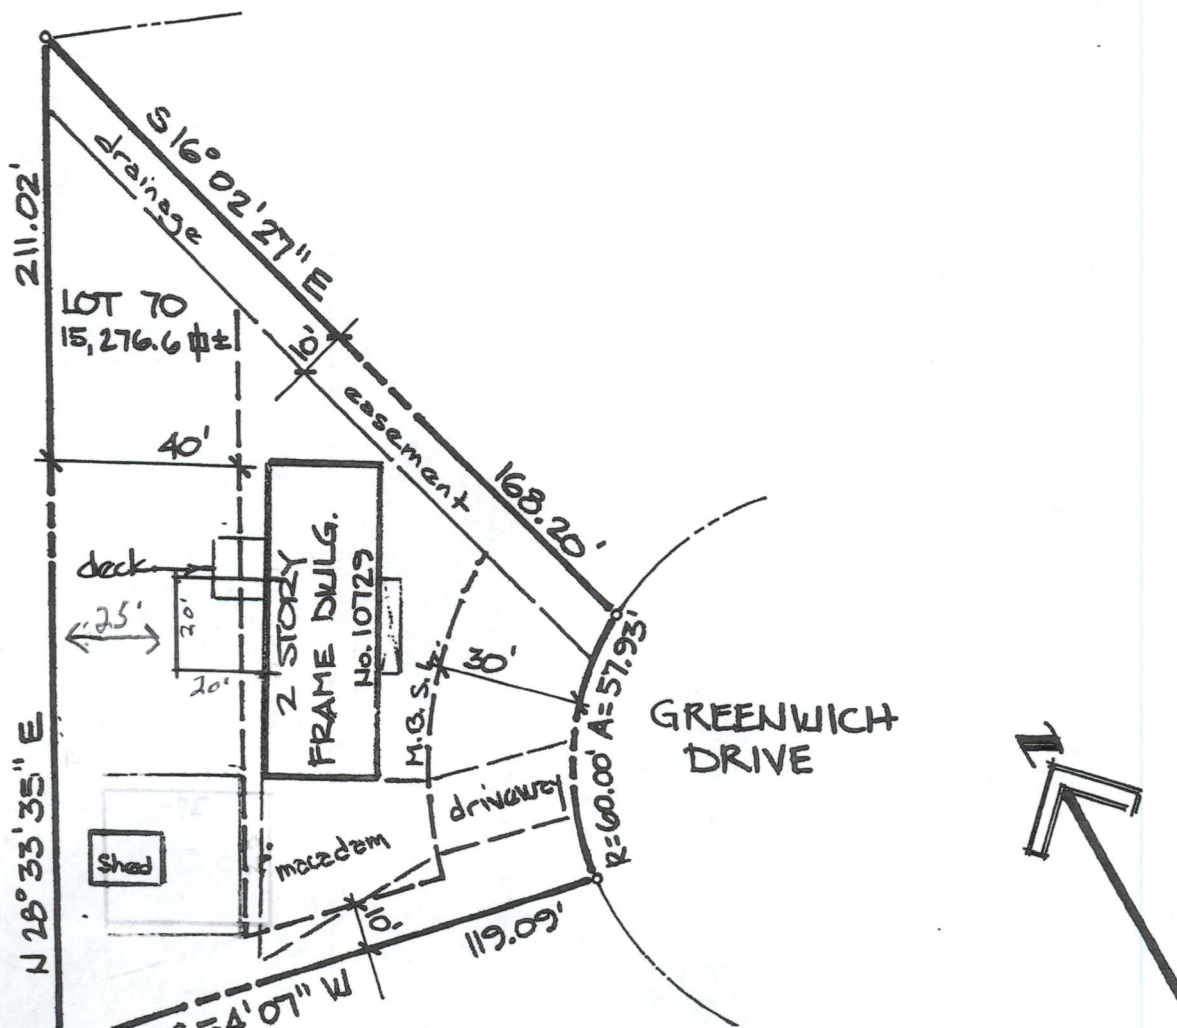 S 16° 02' 27" E
drainage
211.02'
LOT 70
15,276.6 ⏍±
10'
easement
40'
168.20'
deck
2 STORY
FRAME DWLG.
No. 10729
25'
20'
20'
M.B.S.L.
30'
R=60.00' A=57.93'
GREENWICH
DRIVE
N
driveway
macadam
Shed
N 28° 33' 35" E
10'
119.09'
54' 07" W